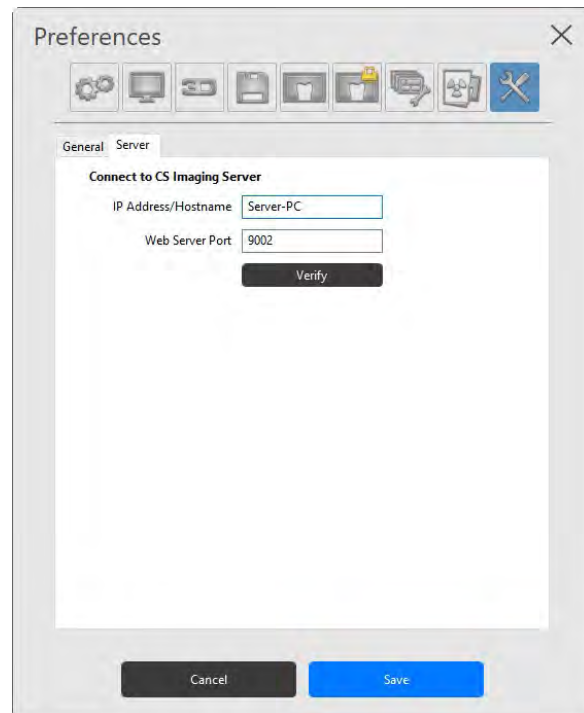 Preferences
3D
General Server
Connect to CS Imaging Server
IP Address/Hostname Server-PC
Web Server Port 9002
Verify
Cancel Save